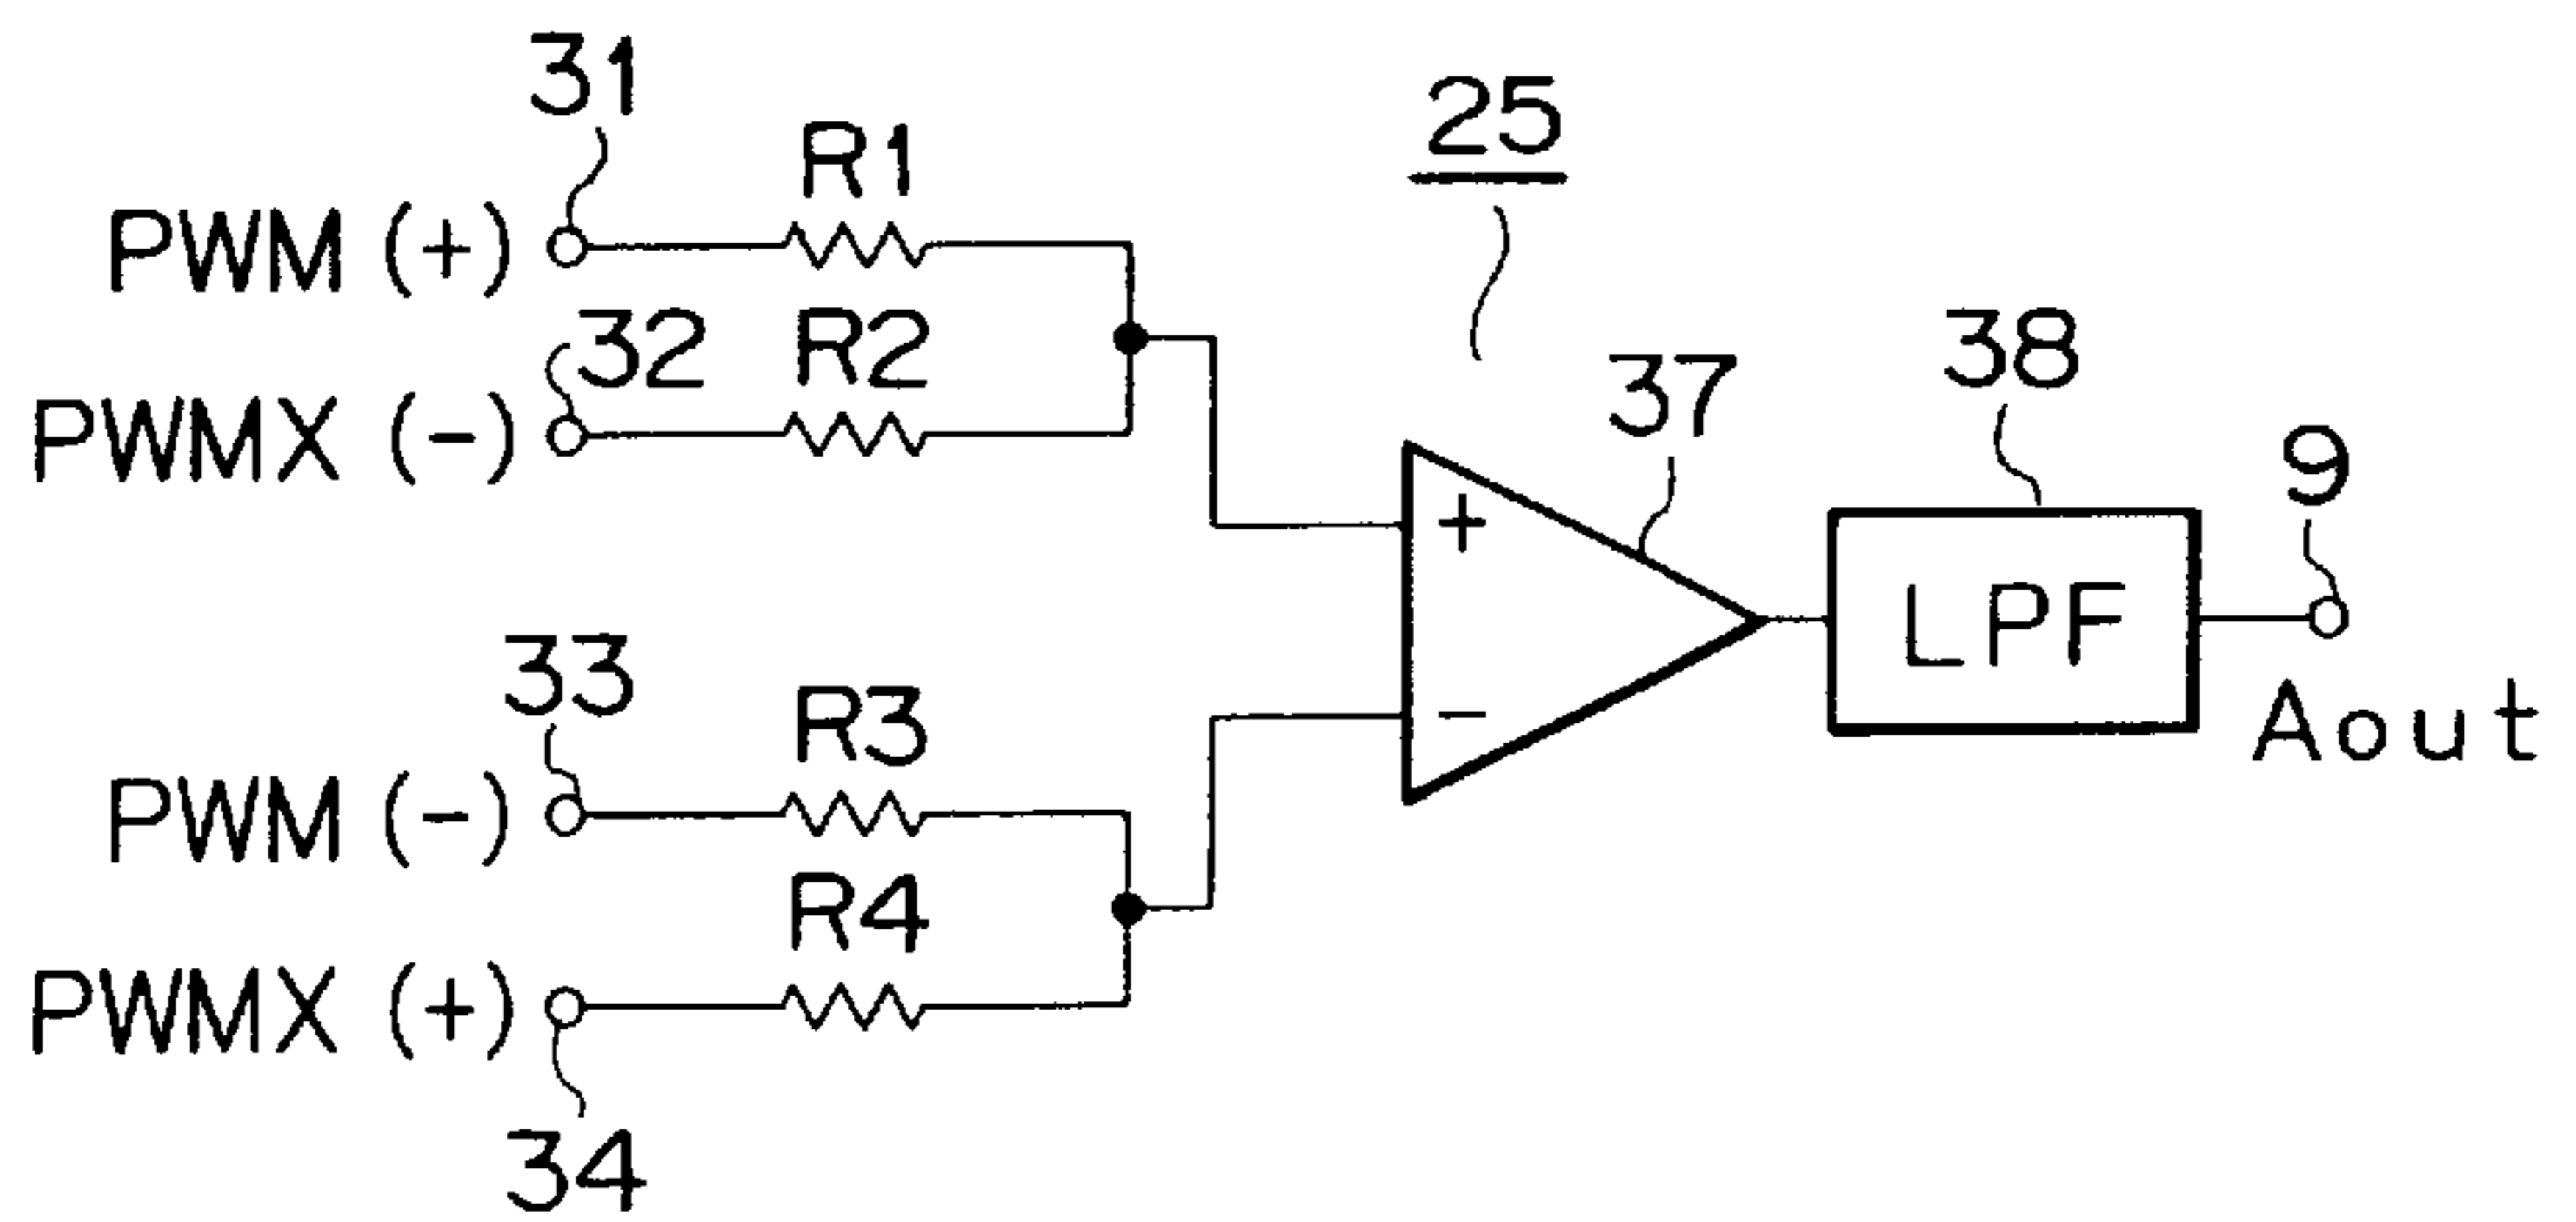 31
R1
25
PWM (+)
32
R2
37
38
PWMX (-)
9
+
LPF
33
R3
-
Aout
PWM (-)
R4
PWMX (+)
34